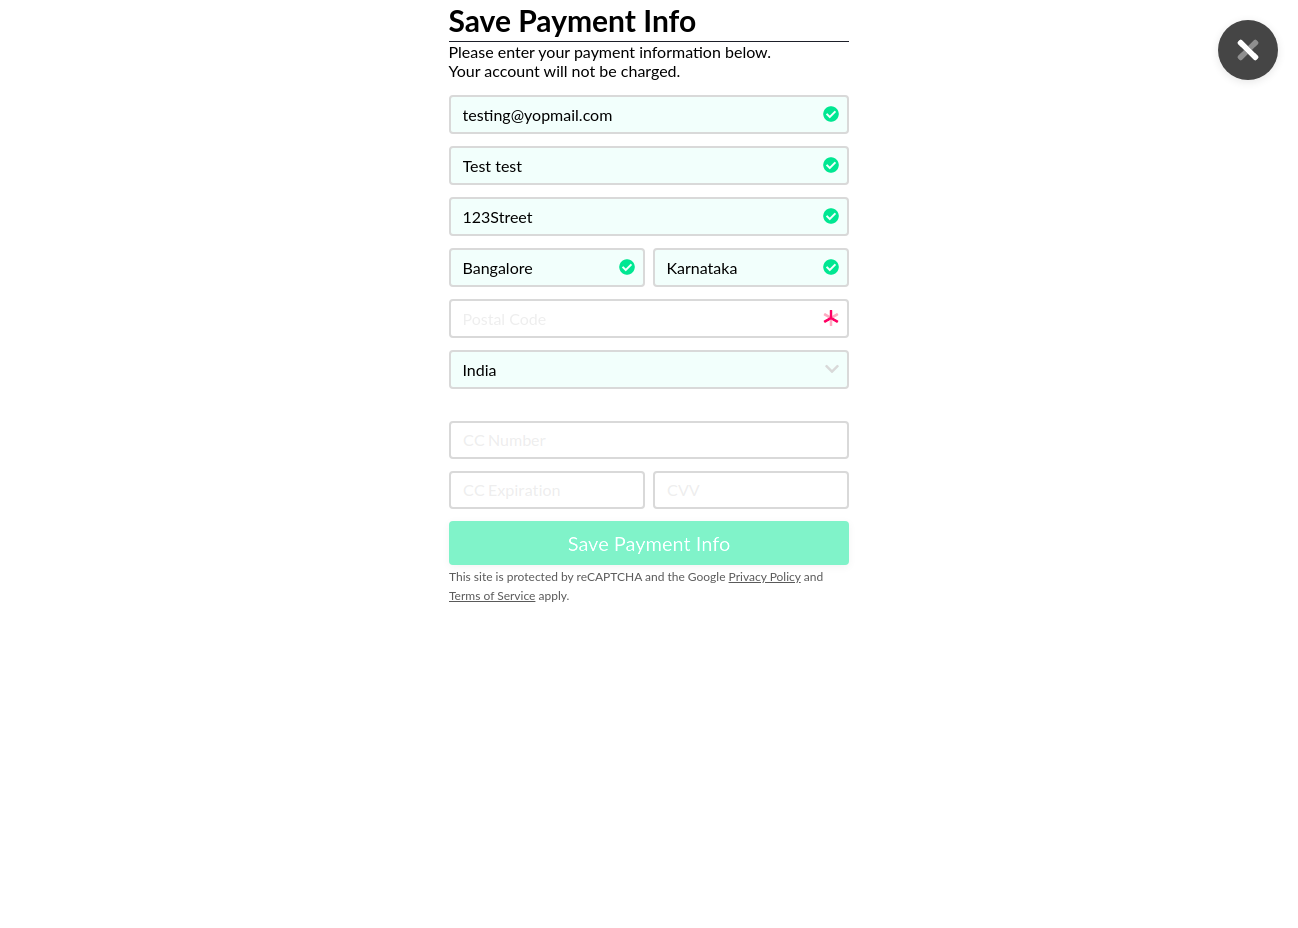 Save Payment Info
Please enter your payment information below.
Your account will not be charged.
testing@yopmail.com
Test test
123Street
Bangalore
Karnataka
Postal Code
India
CC Number
CC Expiration
CVV
Save Payment Info
This site is protected by reCAPTCHA and the Google Privacy Policy and
Terms of Service apply.